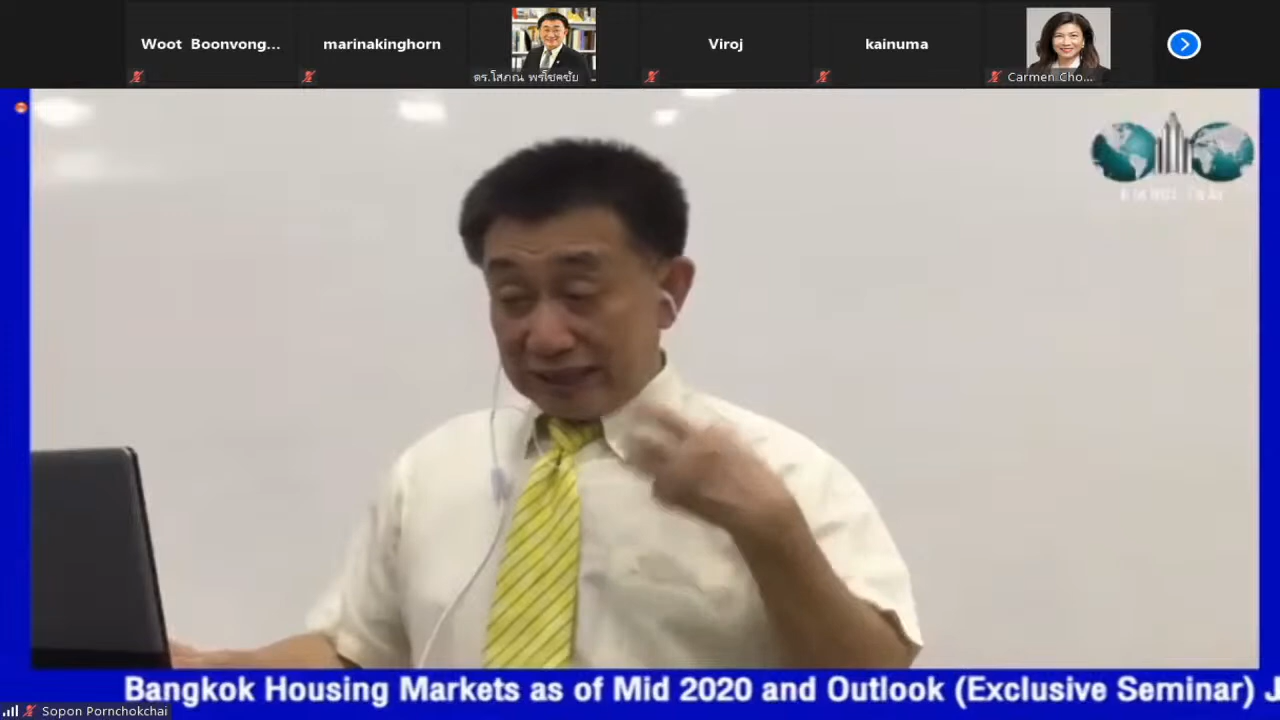 Woot Boonvong...
marinakinghorn
Viroj
kainuma
ดร.โสภณ พรโชคชัย
Carmen Cho...
Bangkok Housing Markets as of Mid 2020 and Outlook (Exclusive Seminar) J
Sopon Pornchokchai